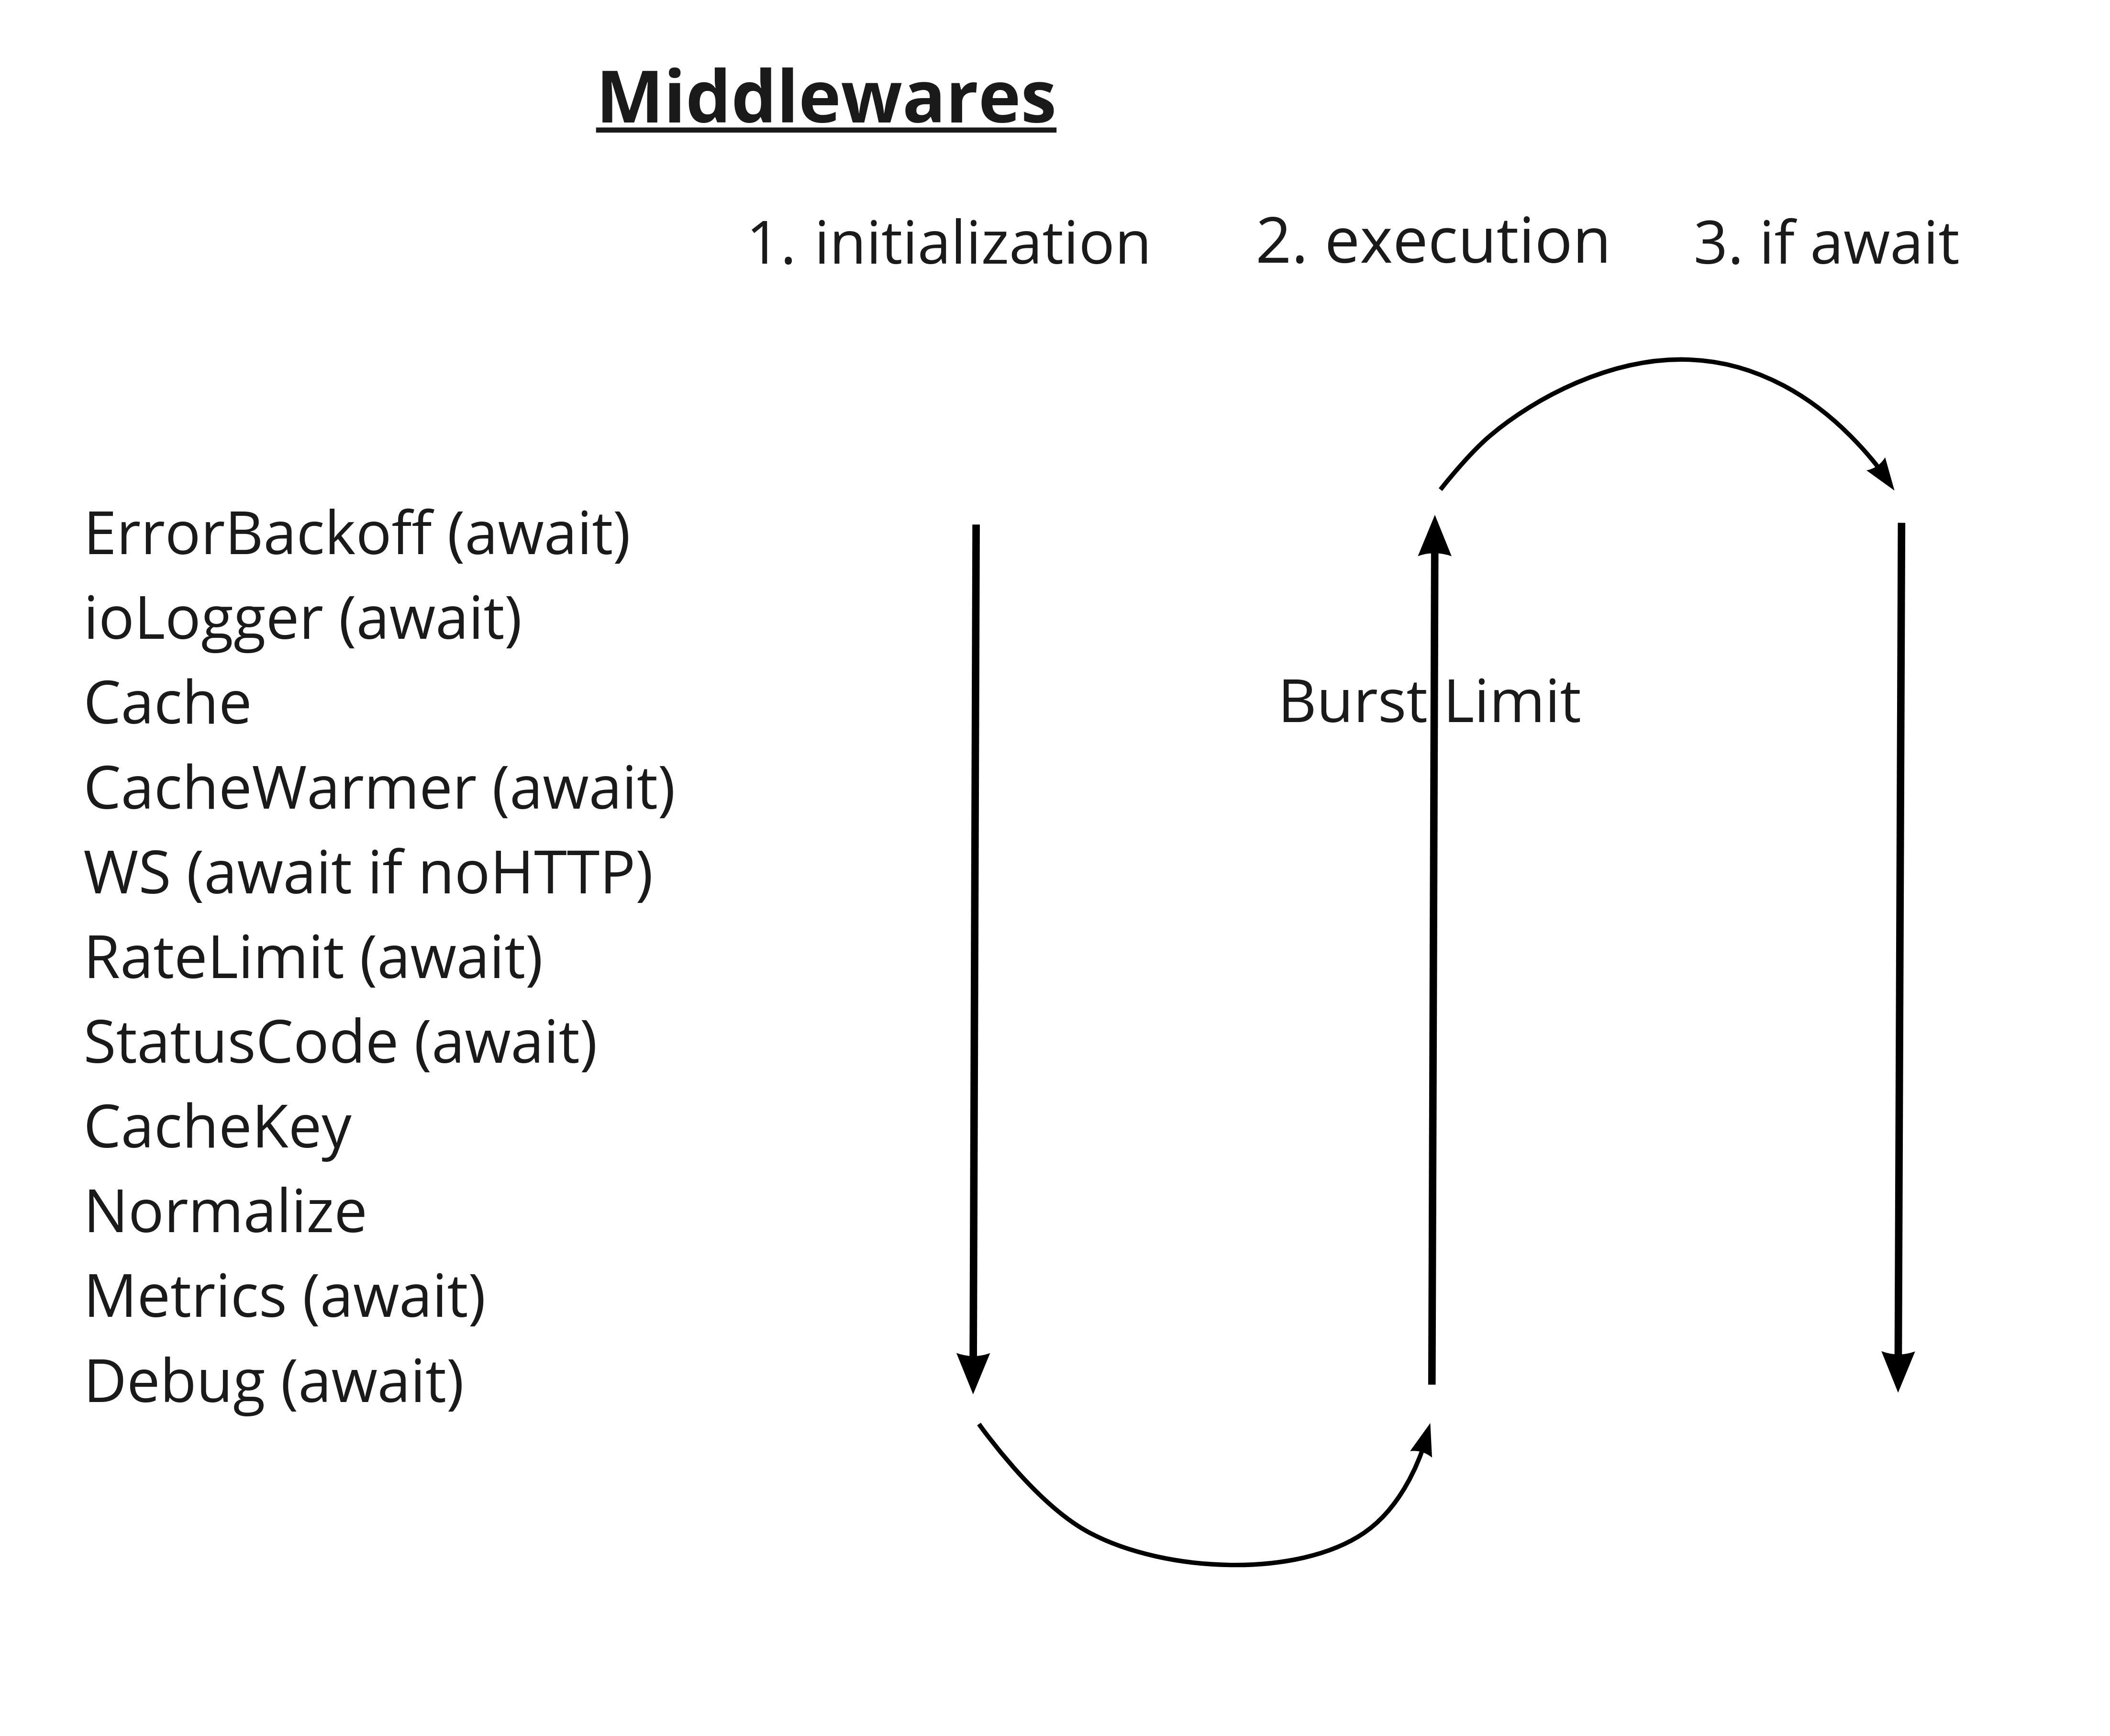 Middlewares
1. initialization
2. execution
3. if await
ErrorBackoff (await)
ioLogger (await)
Cache
Burst Limit
CacheWarmer (await)
WS (await if noHTTP)
RateLimit (await)
StatusCode (await)
CacheKey
Normalize
Metrics (await)
Debug (await)